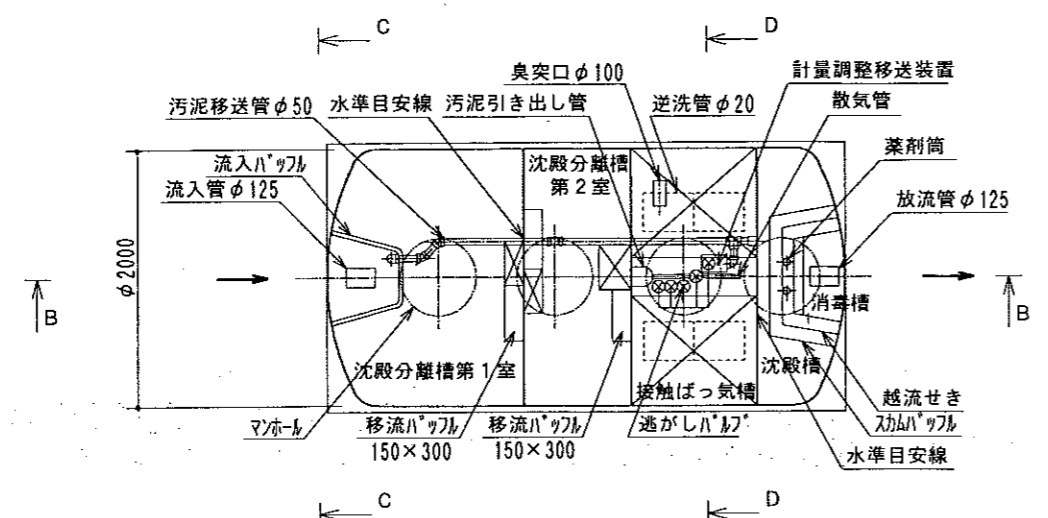 C
D
臭突口φ100
計量調整移送装置
汚泥移送管φ50
水準目安線
汚泥引き出し管
逆洗管φ20
散気管
流入バッフル
流入管φ125
沈殿分離槽
第2室
薬剤筒
放流管φ125
φ2000
B
B
消毒槽
沈殿分離槽第1室
接触ばっ気槽
沈殿槽
マンホール
移流バッフル
150×300
移流バッフル
150×300
逃がしバルブ
越流せき
スカムバッフル
水準目安線
C
D